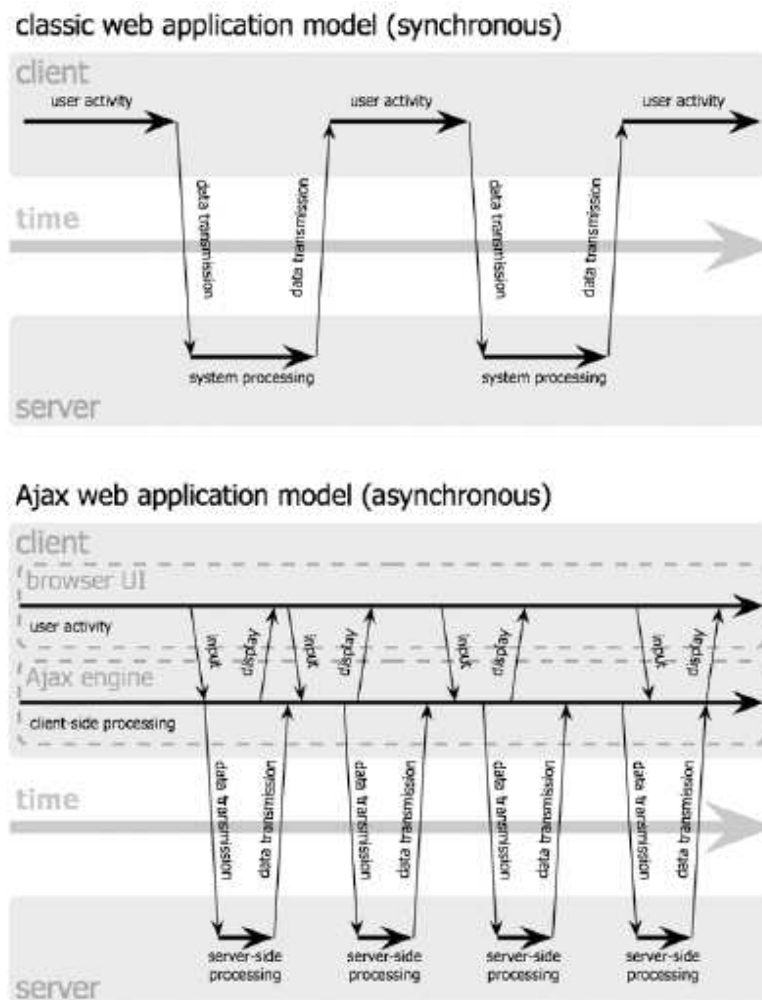 classic web application model (synchronous)
client
user activity
user activity
user activity
data transmission
data transmission
data transmission
data transmission
time
system processing
system processing
server
Ajax web application model (asynchronous)
client
browser UI
user activity
input
display
input
display
input
display
input
display
Ajax engine
client-side processing
data transmission
data transmission
data transmission
data transmission
data transmission
data transmission
data transmission
data transmission
time
server-side
processing
server-side
processing
server-side
processing
server-side
processing
server